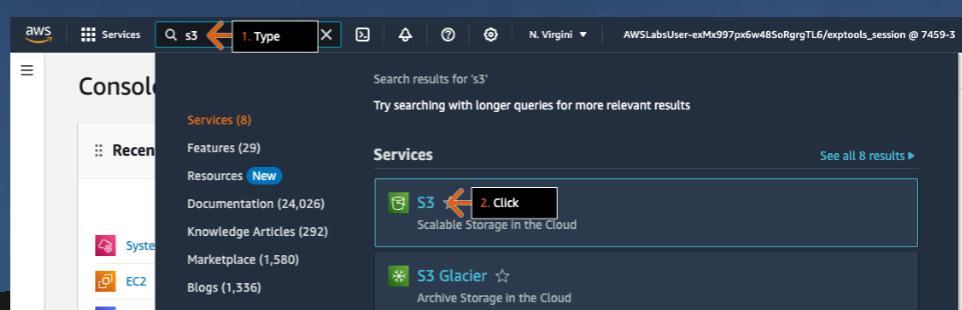 aws Services s3 1. Type N. Virgini AWSLabsUser-exMx997px6w48SoRgrgTL6/exptools_session @ 7459-3
Consol
Recen
Syste
EC2
Services (8)
Features (29)
Resources New
Documentation (24,026)
Knowledge Articles (292)
Marketplace (1,580)
Blogs (1,336)
Search results for 's3'
Try searching with longer queries for more relevant results
Services See all 8 results
S3 2. Click
Scalable Storage in the Cloud
S3 Glacier
Archive Storage in the Cloud